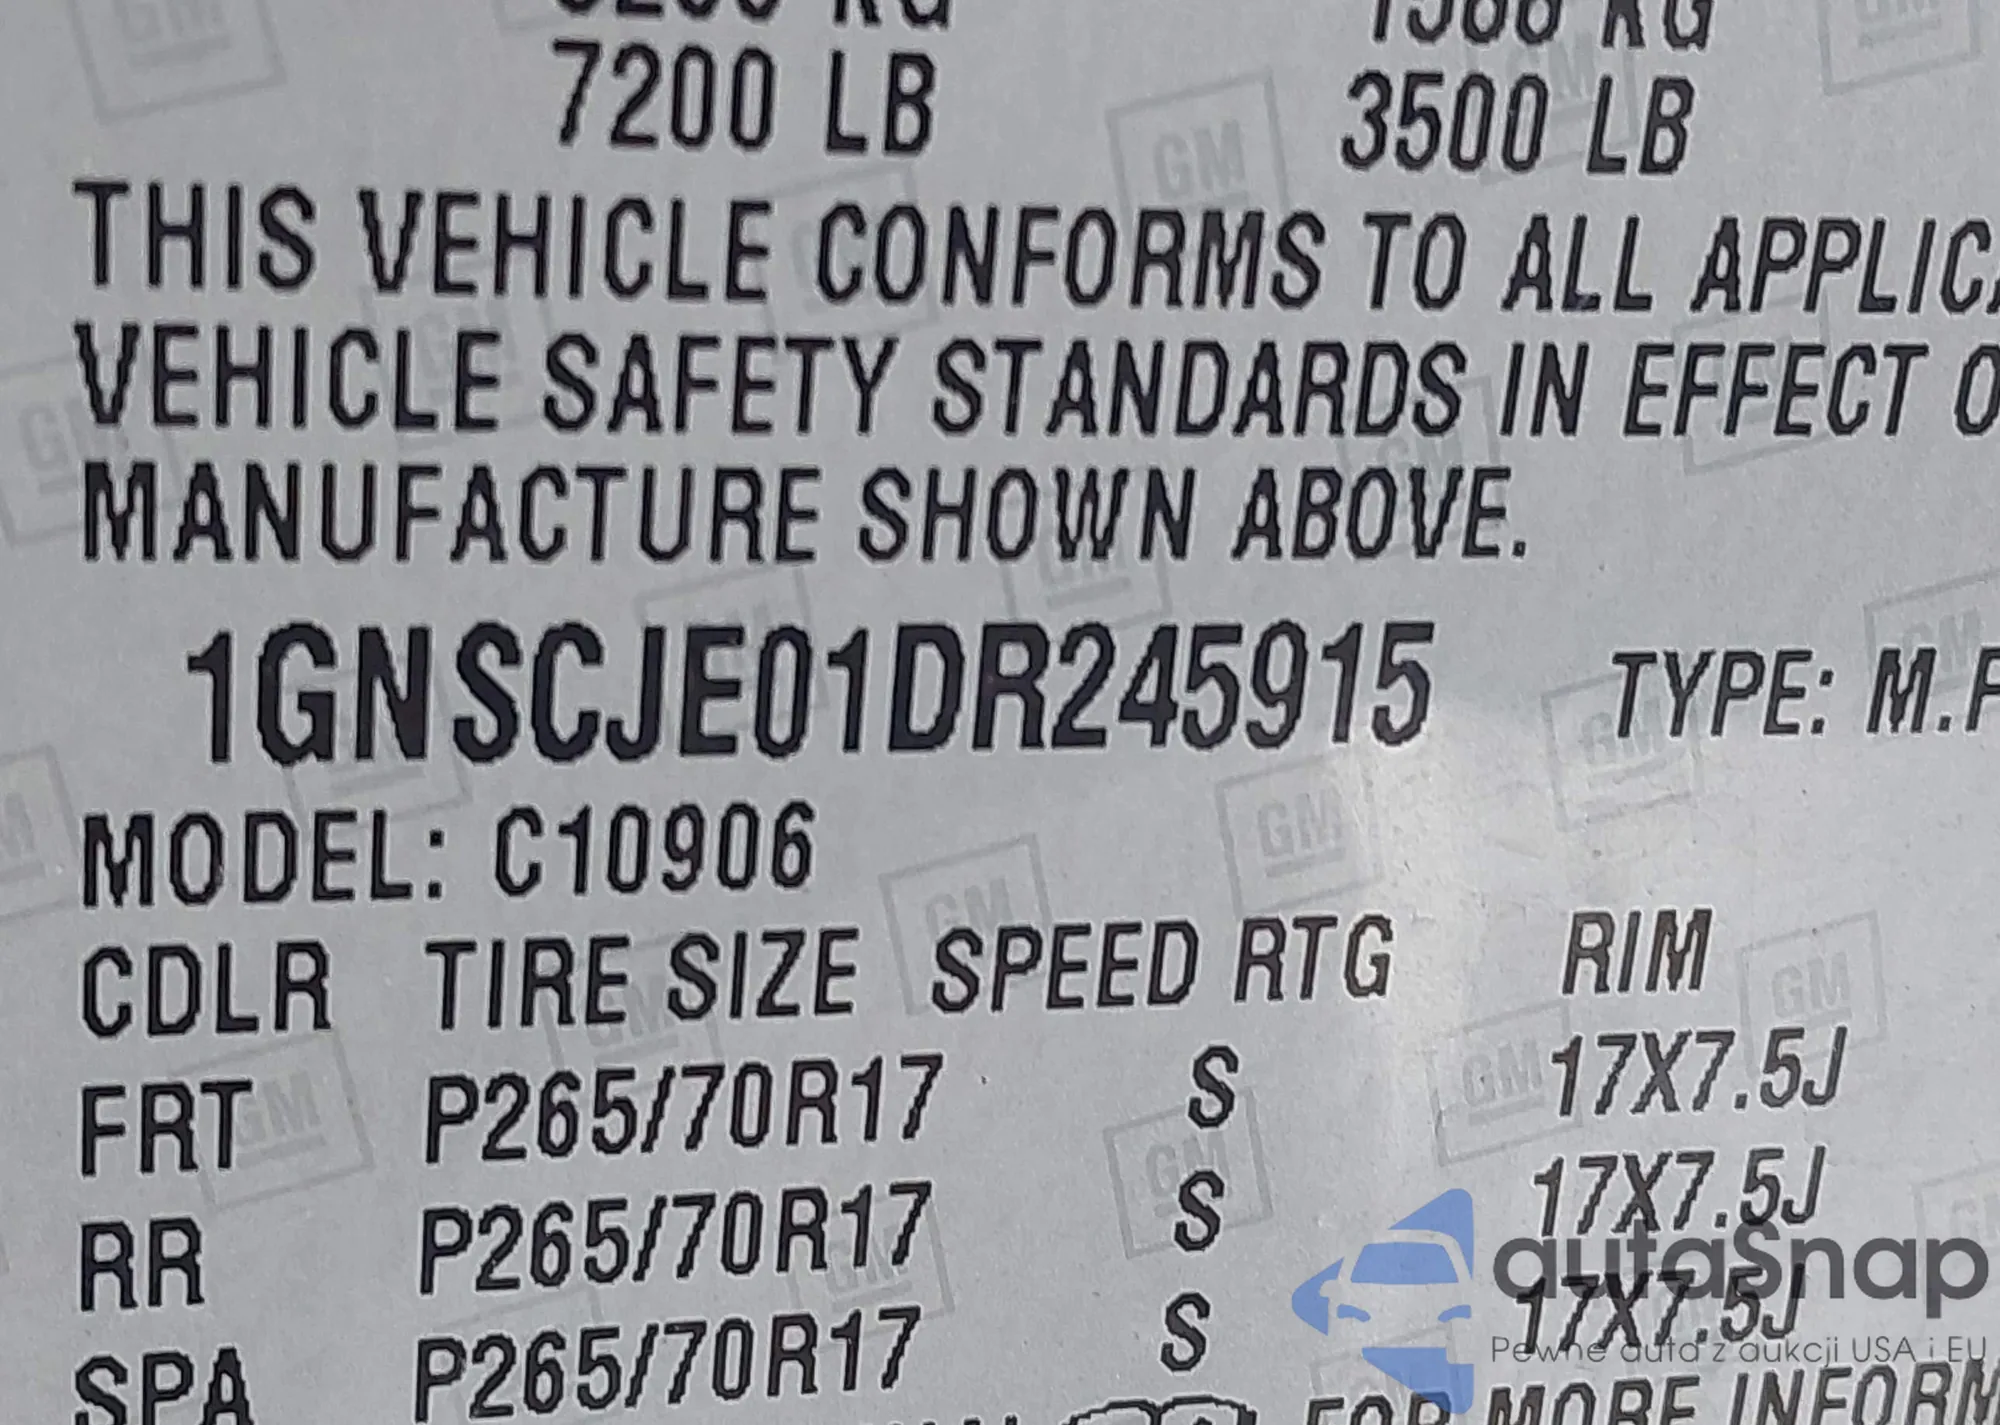 7200 LB 3500 LB
THIS VEHICLE CONFORMS TO ALL
VEHICLE SAFETY STANDARDS IN EFFECT
MANUFACTURE SHOWN ABOVE.
1GNSCJE01DR245915 TYPE:
MODEL: C10906
CDLR TIRE SIZE SPEED RTG RIM
FRT P265/70R17 S 17X7.5J
RR P265/70R17 S 17X7.5J
SPA P265/70R17 S 17X7.5J
FOR MORE
autaSnap
Pewne auta z aukcji USA i EU